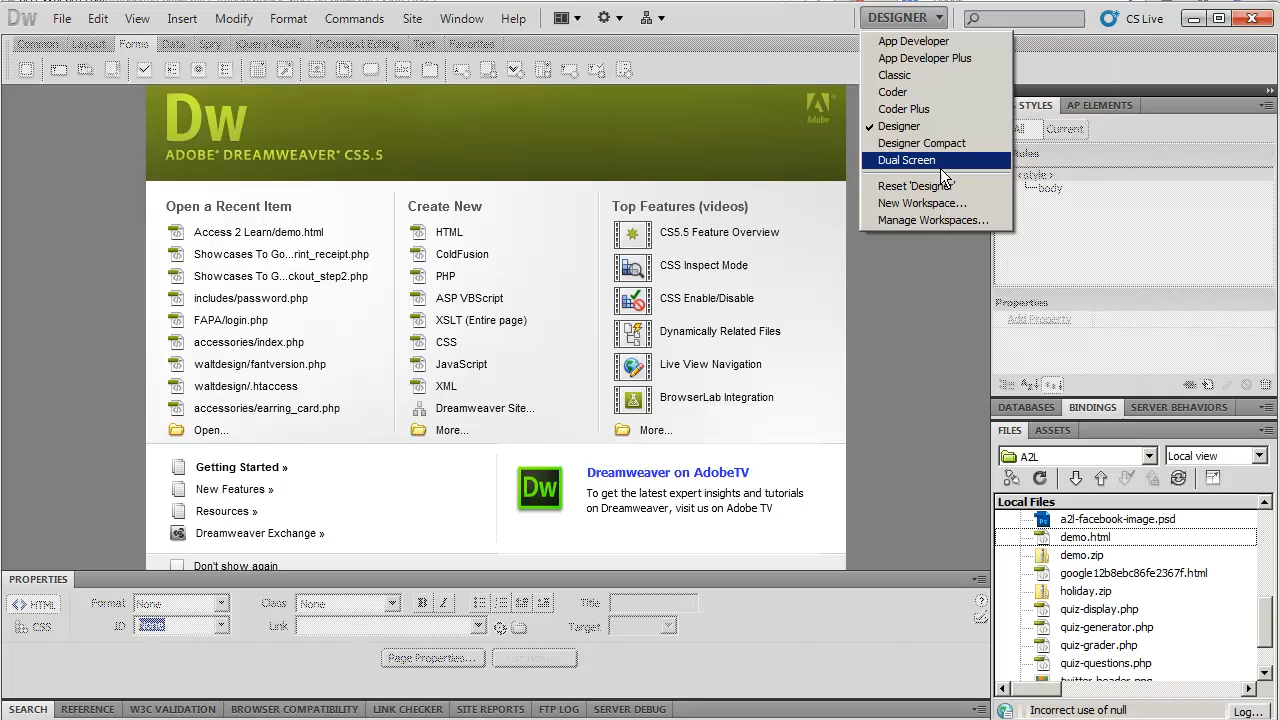 Dw File Edit View Insert Modify Format Commands Site Window Help DESIGNER CS Live
Forms
App Developer
App Developer Plus
Classic
Coder
Coder Plus
Designer
Designer Compact
Dual Screen
Reset 'Designer'
New Workspace...
Manage Workspaces...
Dw
ADOBE® DREAMWEAVER® CS5.5
Adobe
Open a Recent Item
Access 2 Learn/demo.html
Showcases To Go...rint_receipt.php
Showcases To Go...ckout_step2.php
includes/password.php
FAPA/login.php
accessories/index.php
waltdesign/fantversion.php
waltdesign/.htaccess
accessories/earring_card.php
Open...
Create New
HTML
ColdFusion
PHP
ASP VBScript
XSLT (Entire page)
CSS
JavaScript
XML
Dreamweaver Site...
More...
Top Features (videos)
CS5.5 Feature Overview
CSS Inspect Mode
CSS Enable/Disable
Dynamically Related Files
Live View Navigation
BrowserLab Integration
More...
Getting Started »
New Features »
Resources »
Dreamweaver Exchange »
Don't show again
Dw
Dreamweaver on AdobeTV
To get the latest expert insights and tutorials
on Dreamweaver, visit us on Adobe TV
STYLES AP ELEMENTS
All Current
Rules
<style>
body
Properties
Add Property
DATABASES BINDINGS SERVER BEHAVIORS
FILES ASSETS
A2L Local view
Local Files
a2l-facebook-image.psd
demo.html
demo.zip
google12b8ebc86fe2367f.html
holiday.zip
quiz-display.php
quiz-generator.php
quiz-grader.php
quiz-questions.php
twitter-header.png
Incorrect use of null Log...
PROPERTIES
<> HTML Format None Class None B I Title
CSS ID Link Target
Page Properties...
SEARCH REFERENCE W3C VALIDATION BROWSER COMPATIBILITY LINK CHECKER SITE REPORTS FTP LOG SERVER DEBUG